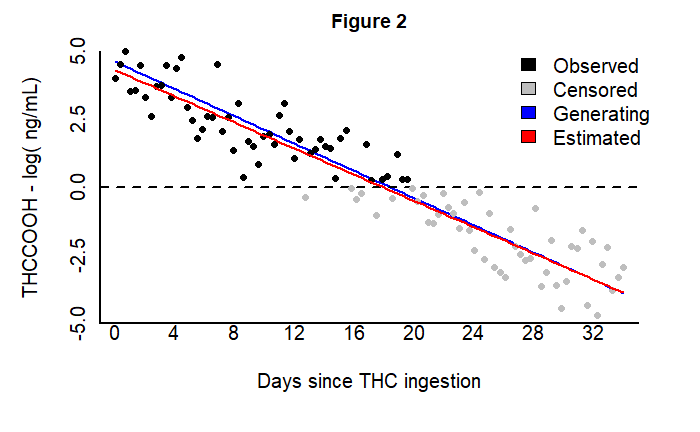 Figure 2
THCCOOH - log( ng/mL)
5.0
2.5
0.0
-2.5
-5.0
Observed
Censored
Generating
Estimated
0 4 8 12 16 20 24 28 32
Days since THC ingestion